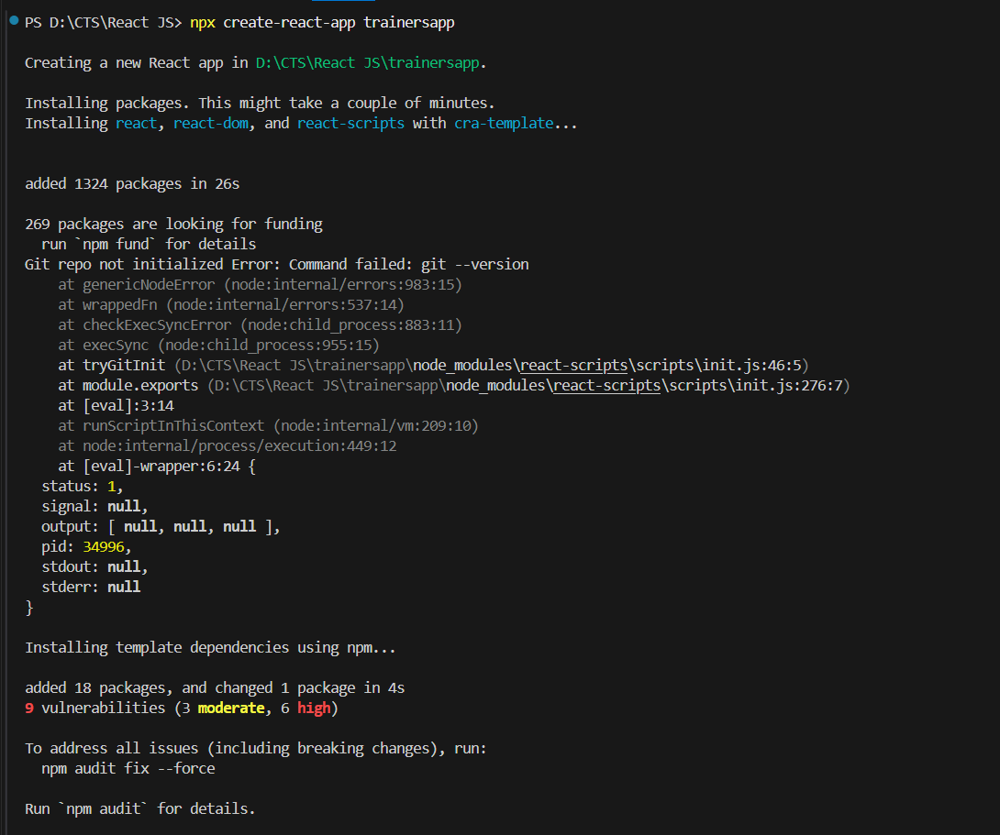 PS D:\CTS\React JS> npx create-react-app trainersapp
Creating a new React app in D:\CTS\React JS\trainersapp.
Installing packages. This might take a couple of minutes.
Installing react, react-dom, and react-scripts with cra-template...
added 1324 packages in 26s
269 packages are looking for funding
  run `npm fund` for details
Git repo not initialized Error: Command failed: git --version
    at genericNodeError (node:internal/errors:983:15)
    at wrappedFn (node:internal/errors:537:14)
    at checkExecSyncError (node:child_process:883:11)
    at execSync (node:child_process:955:15)
    at tryGitInit (D:\CTS\React JS\trainersapp\node_modules\react-scripts\scripts\init.js:46:5)
    at module.exports (D:\CTS\React JS\trainersapp\node_modules\react-scripts\scripts\init.js:276:7)
    at [eval]:3:14
    at runScriptInThisContext (node:internal/vm:209:10)
    at node:internal/process/execution:449:12
    at [eval]-wrapper:6:24 {
  status: 1,
  signal: null,
  output: [ null, null, null ],
  pid: 34996,
  stdout: null,
  stderr: null
}
Installing template dependencies using npm...
added 18 packages, and changed 1 package in 4s
9 vulnerabilities (3 moderate, 6 high)
To address all issues (including breaking changes), run:
  npm audit fix --force
Run `npm audit` for details.